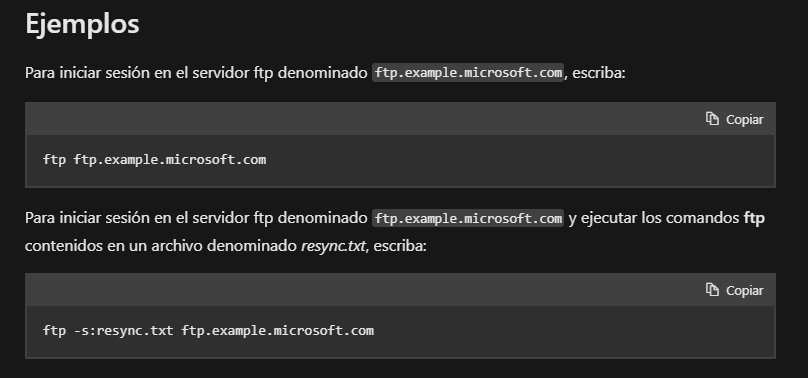 Ejemplos
Para iniciar sesión en el servidor ftp denominado ftp.example.microsoft.com, escriba:
Copiar
ftp ftp.example.microsoft.com
Para iniciar sesión en el servidor ftp denominado ftp.example.microsoft.com y ejecutar los comandos ftp
contenidos en un archivo denominado resync.txt, escriba:
Copiar
ftp -s:resync.txt ftp.example.microsoft.com